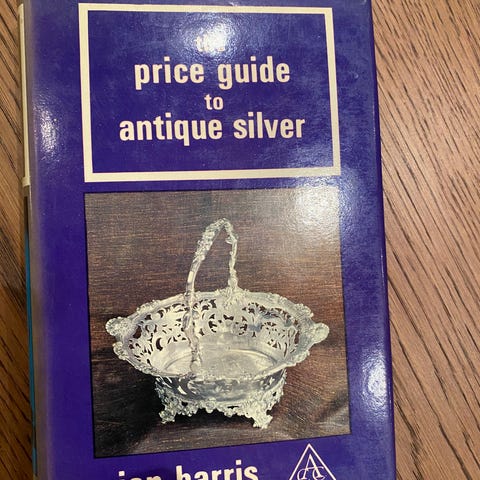 the
price guide
to
antique silver
ian harris